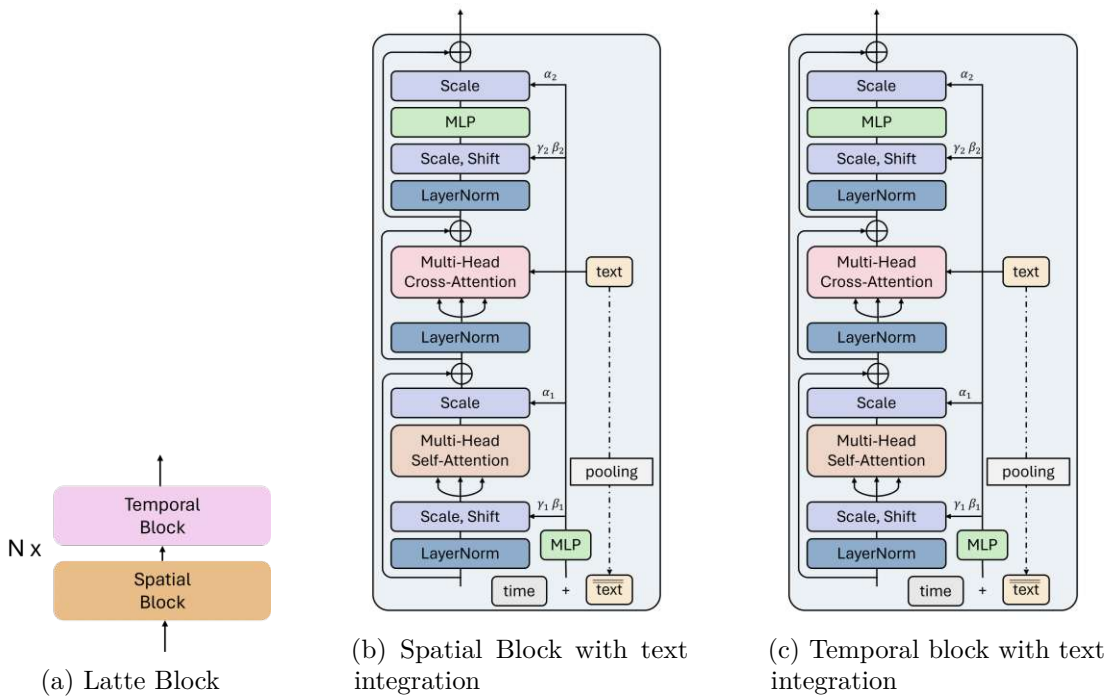 Temporal
Block
N x
Spatial
Block
(a) Latte Block
Scale
α₂
MLP
Scale, Shift
γ₂ β₂
LayerNorm
Multi-Head
Cross-Attention
text
LayerNorm
Scale
α₁
Multi-Head
Self-Attention
pooling
Scale, Shift
γ₁ β₁
MLP
LayerNorm
time + text
(b) Spatial Block with text
integration
Scale
α₂
MLP
Scale, Shift
γ₂ β₂
LayerNorm
Multi-Head
Cross-Attention
text
LayerNorm
Scale
α₁
Multi-Head
Self-Attention
pooling
Scale, Shift
γ₁ β₁
MLP
LayerNorm
time + text
(c) Temporal block with text
integration